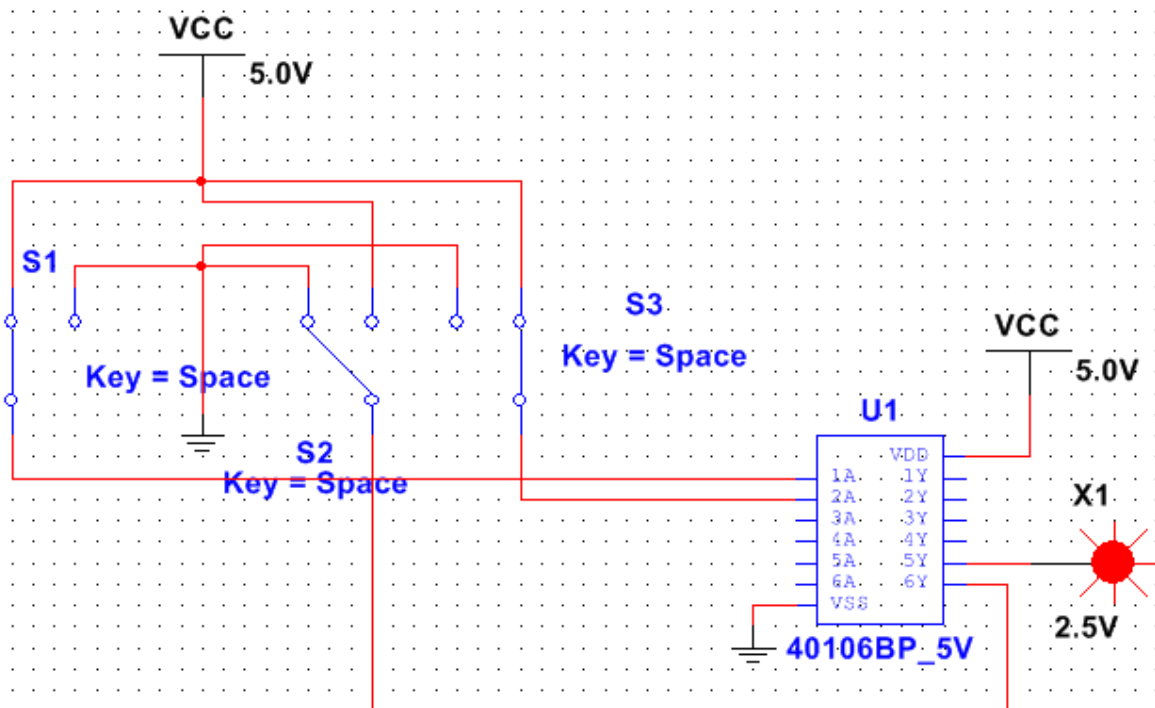 VCC
5.0V
S1
S3
Key = Space
VCC
Key = Space
5.0V
U1
S2
Key = Space
VDD
1A 1Y
2A 2Y
X1
3A 3Y
4A 4Y
5A 5Y
6A 6Y
VSS
2.5V
40106BP_5V